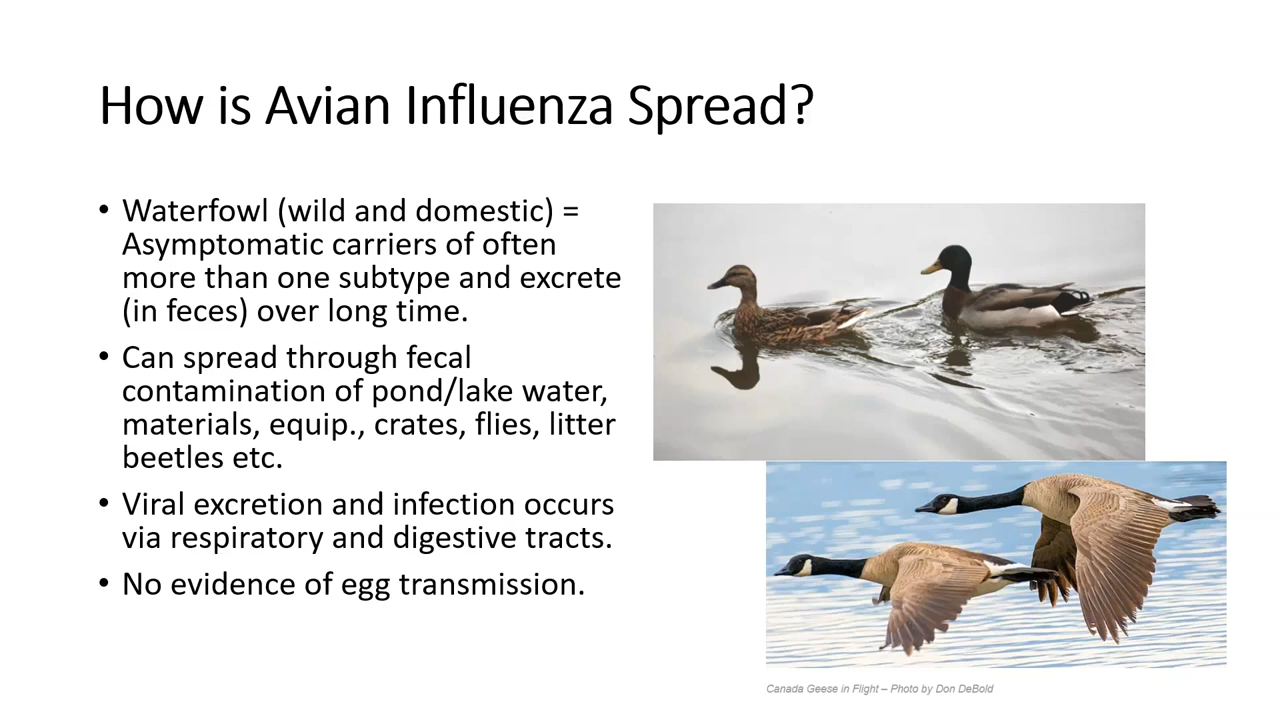 How is Avian Influenza Spread?
• Waterfowl (wild and domestic) =
Asymptomatic carriers of often
more than one subtype and excrete
(in feces) over long time.
• Can spread through fecal
contamination of pond/lake water,
materials, equip., crates, flies, litter
beetles etc.
• Viral excretion and infection occurs
via respiratory and digestive tracts.
• No evidence of egg transmission.
Canada Geese in Flight – Photo by Don DeBold